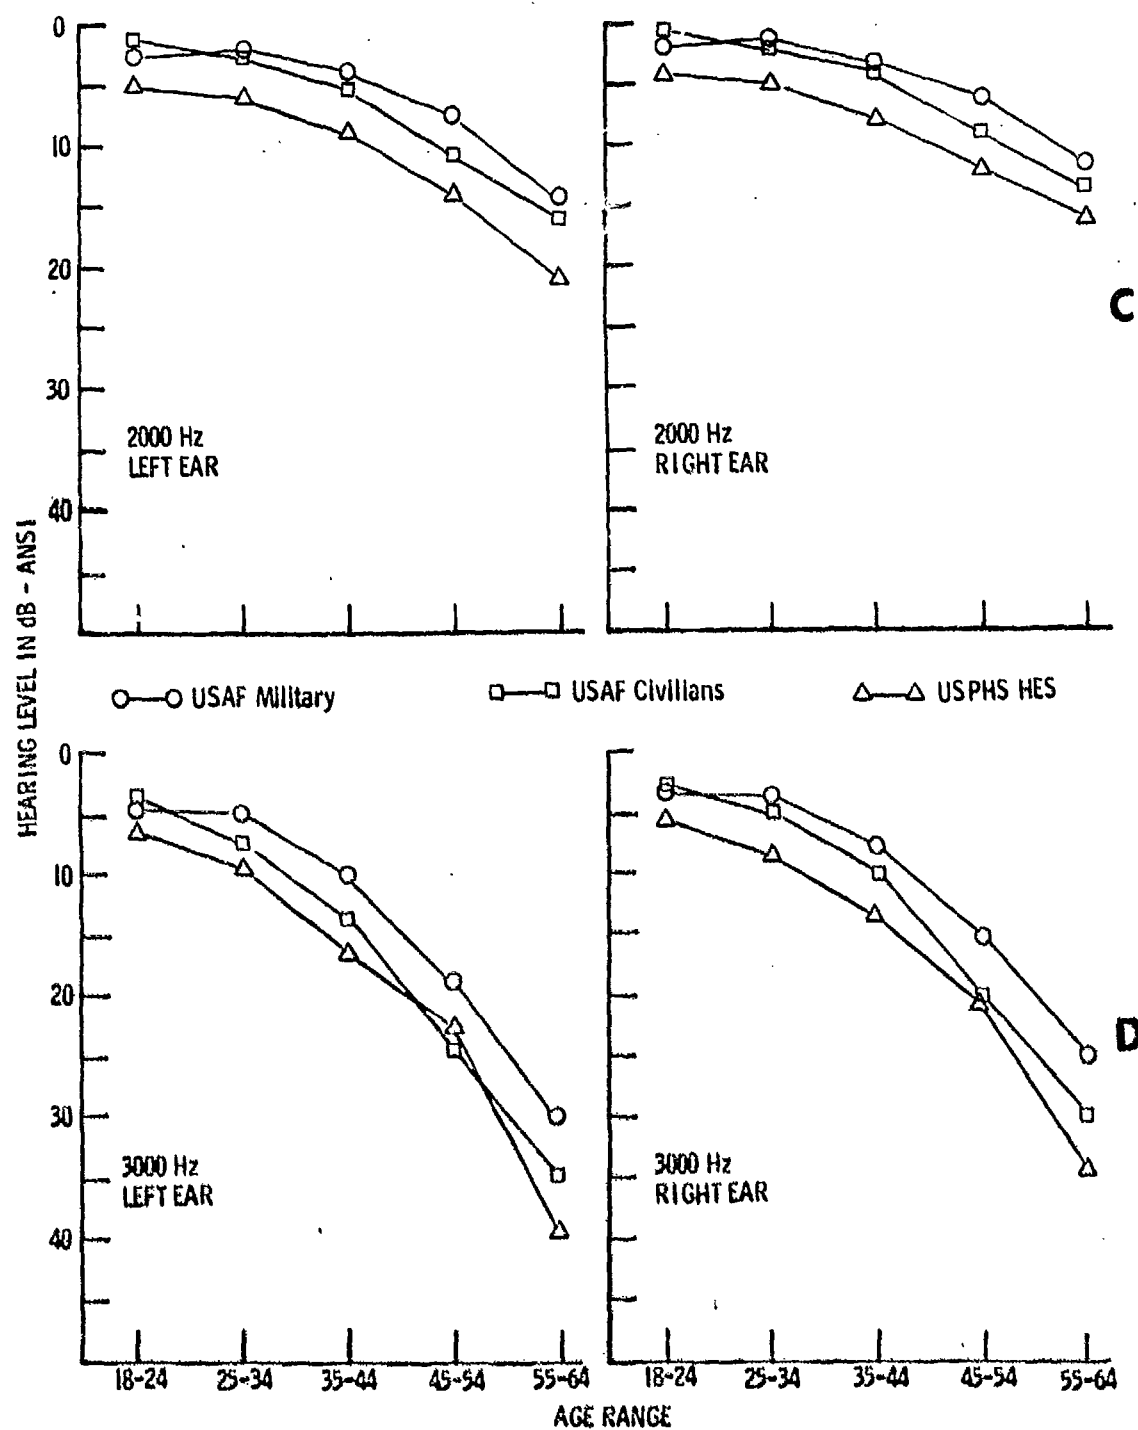 0
10
20
30
40
2000 Hz
LEFT EAR
2000 Hz
RIGHT EAR
C
HEARING LEVEL IN dB - ANSI
USAF Military
USAF Civilians
USPHS HES
0
10
20
30
40
3000 Hz
LEFT EAR
3000 Hz
RIGHT EAR
D
18-24 25-34 35-44 45-54 55-64
18-24 25-34 35-44 45-54 55-64
AGE RANGE